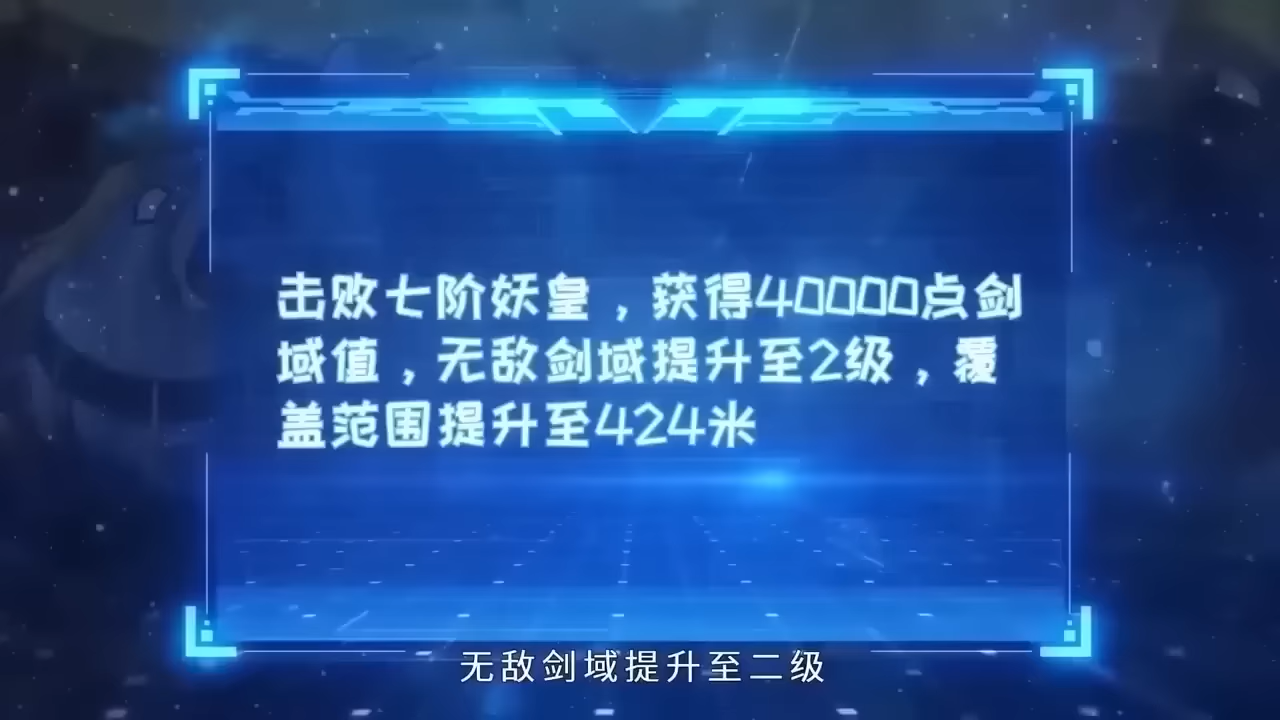 击败七阶妖皇，获得40000点剑
域值，无敌剑域提升至2级，覆
盖范围提升至424米
无敌剑域提升至二级